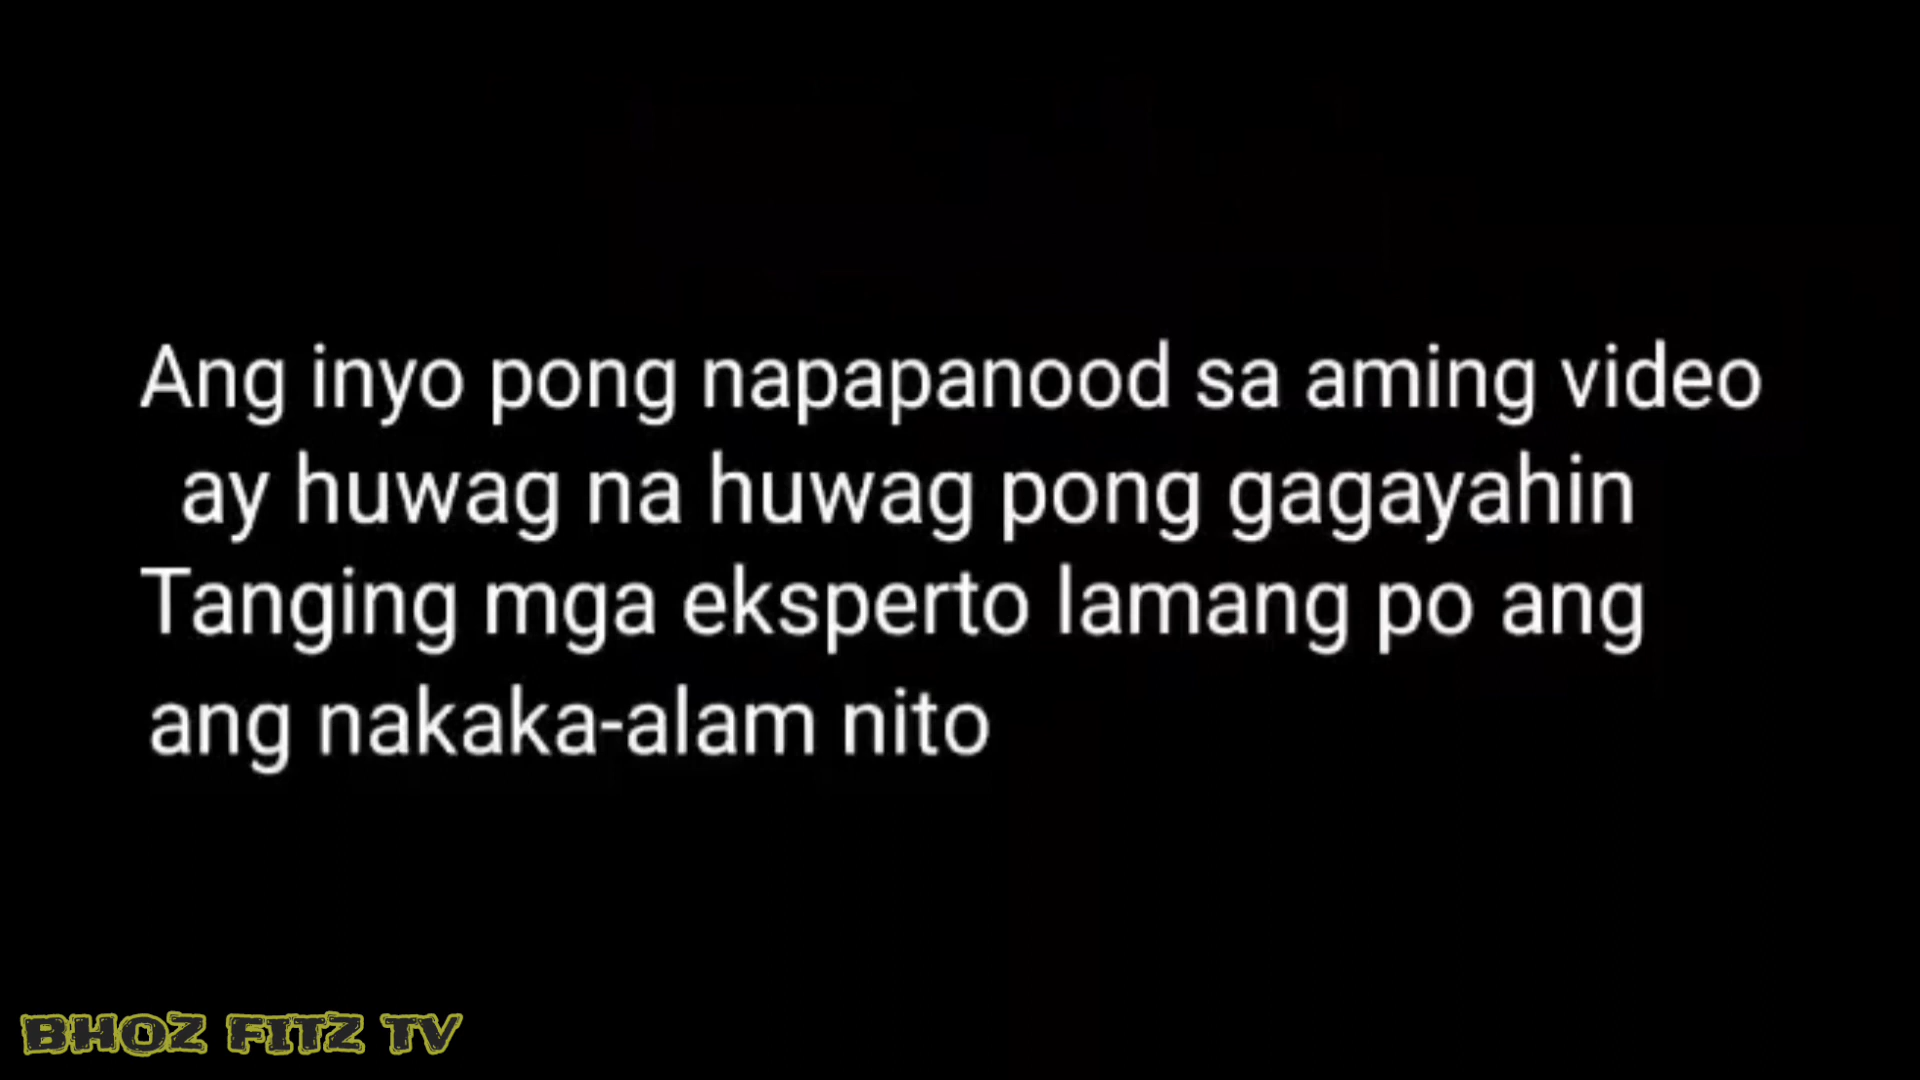 Ang inyo pong napapanood sa aming video
ay huwag na huwag pong gagayahin
Tanging mga eksperto lamang po ang
ang nakaka-alam nito
BHOZ FITZ TV